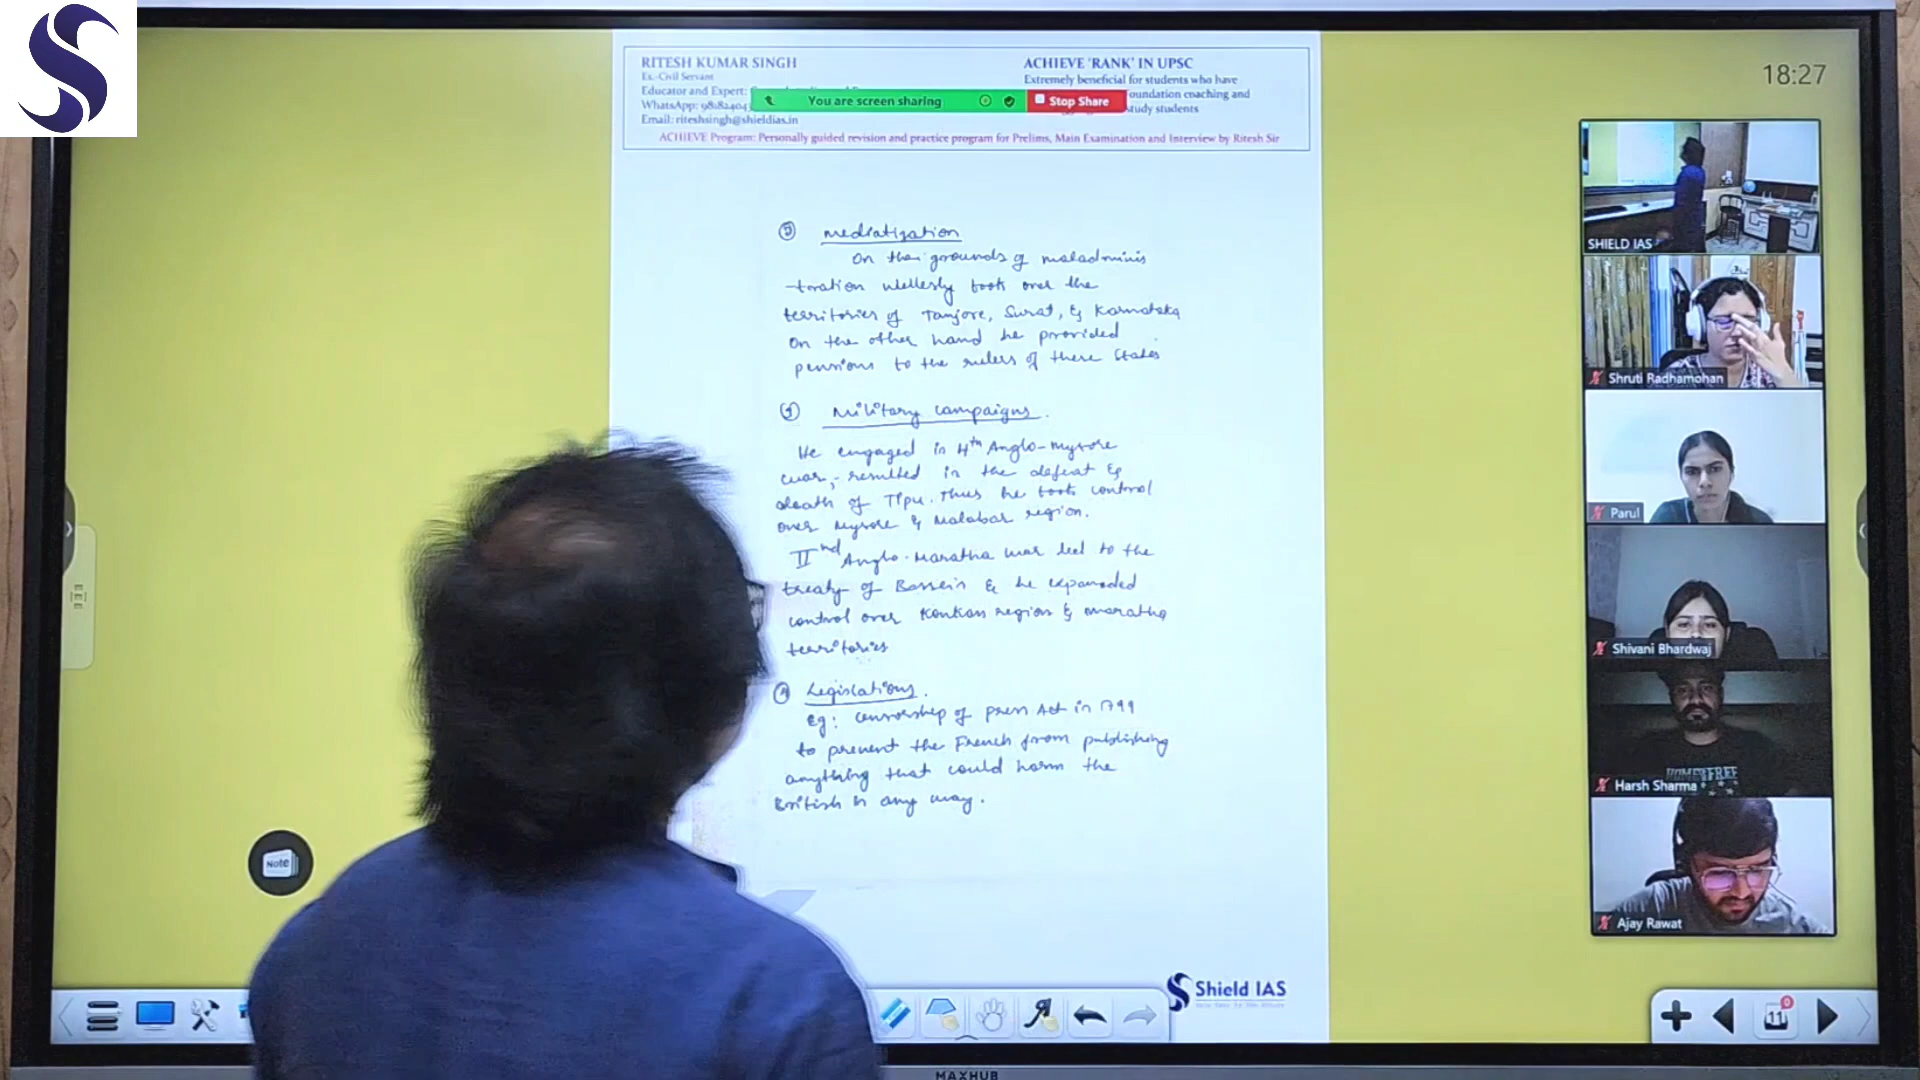 18:27
RITESH KUMAR SINGH
Ex.-Civil Servant
Educator and Expert:
WhatsApp:
Email: riteshsingh@shieldias.in
ACHIEVE 'RANK' IN UPSC
Extremely beneficial for students who have
oundation coaching and
tudy students
You are screen sharing
Stop Share
ACHIEVE Program: Personally guided revision and practice program for Prelims, Main Examination and Interview by Ritesh Sir
mediatization
On the grounds of maladminis
-tration wellesly took over the
territories of Tanjore, Surat, & Karnataka
On the other hand he provided
pensions to the rulers of these states
Military campaigns.
He engaged in 4th Anglo-Mysore
war, resulted in the defeat &
death of Tipu. Thus he took control
over Mysore & Malabar region.
IInd Anglo-Maratha war led to the
treaty of Bassein & he expanded
control over Konkan region & maratha
territories
Legislations.
Eg: censorship of press Act in 1799
to prevent the French from publishing
anything that could harm the
British in any way.
SHIELD IAS
Shruti Radhamohan
Parul
Shivani Bhardwaj
Harsh Sharma
Ajay Rawat
Note
Shield IAS
0
11
MAXHUB